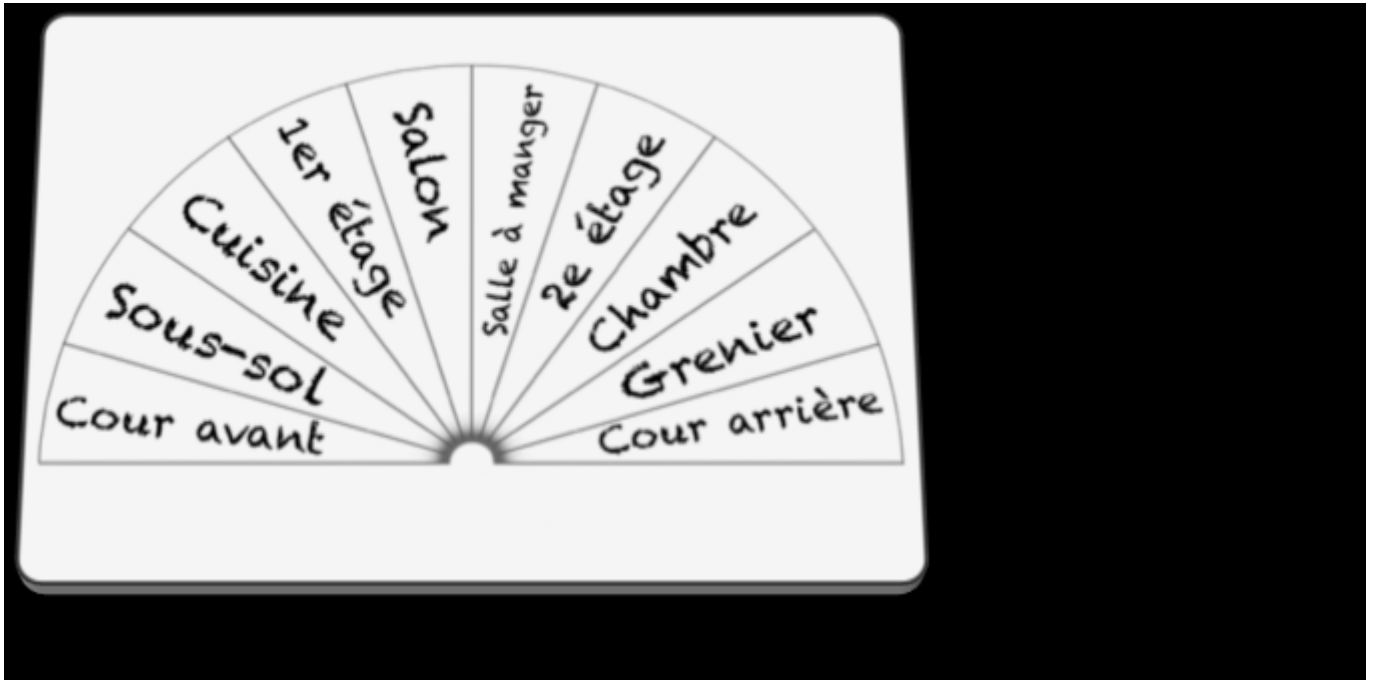 Cour avant
Sous-sol
Cuisine
1er étage
Salon
Salle à manger
2e étage
Chambre
Grenier
Cour arrière